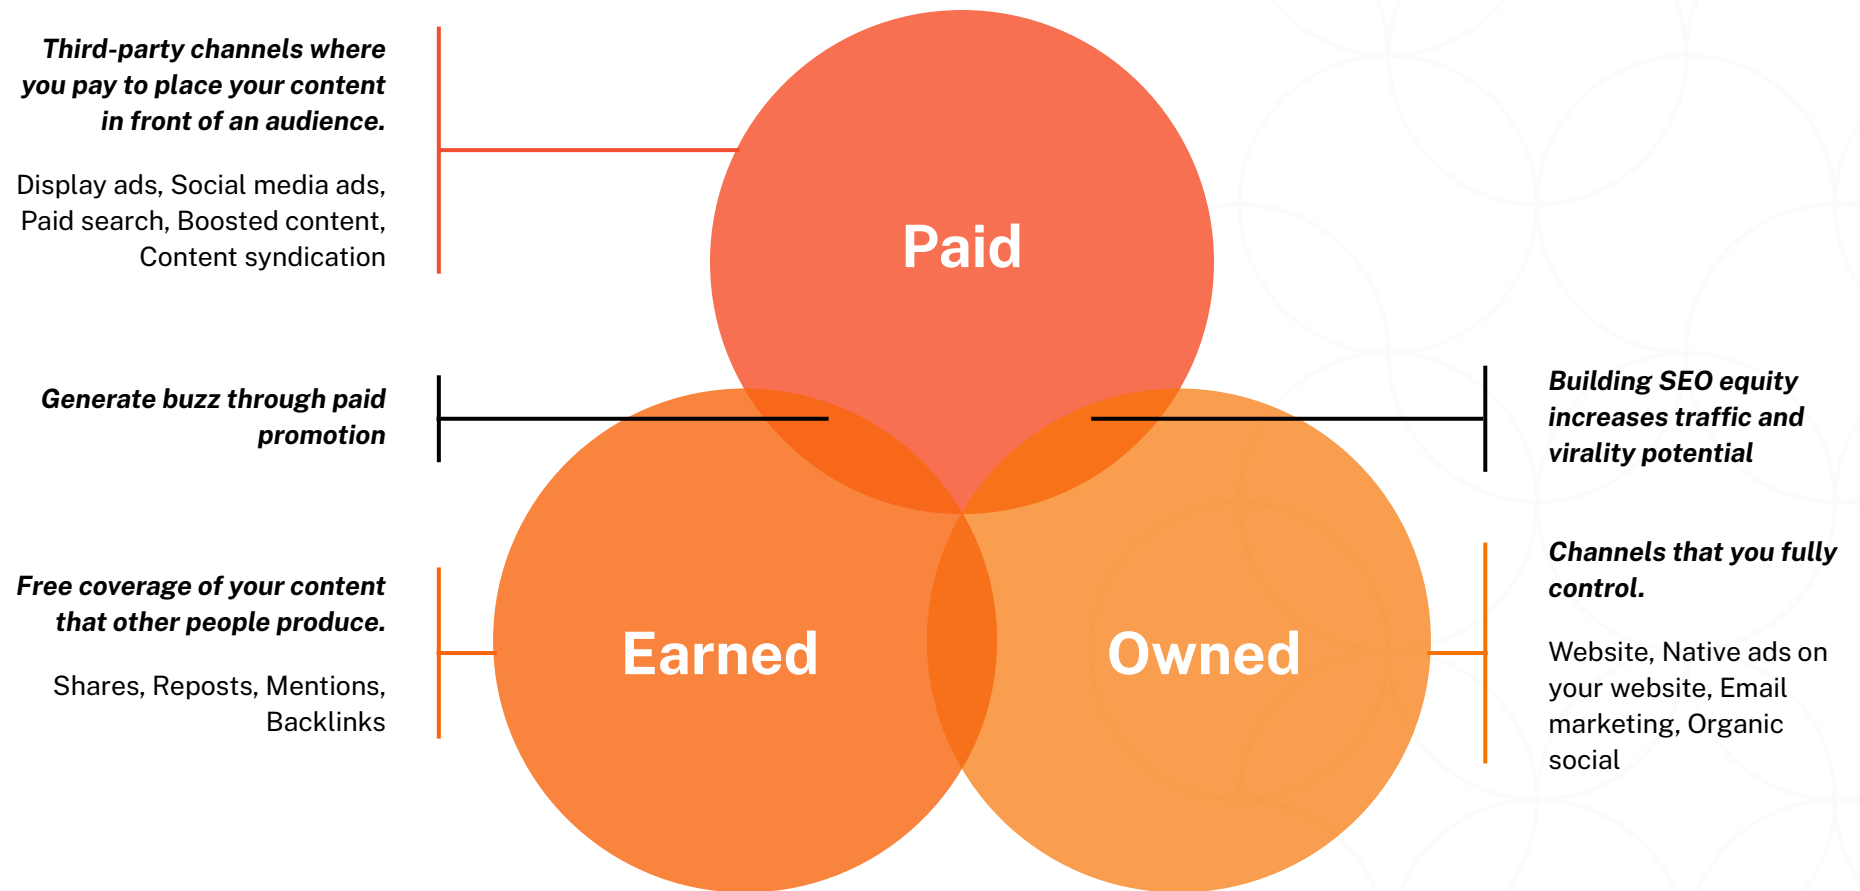 Third-party channels where
you pay to place your content
in front of an audience.
Display ads, Social media ads,
Paid search, Boosted content,
Content syndication
Paid
Generate buzz through paid
promotion
Building SEO equity
increases traffic and
virality potential
Free coverage of your content
that other people produce.
Shares, Reposts, Mentions,
Backlinks
Earned
Owned
Channels that you fully
control.
Website, Native ads on
your website, Email
marketing, Organic
social